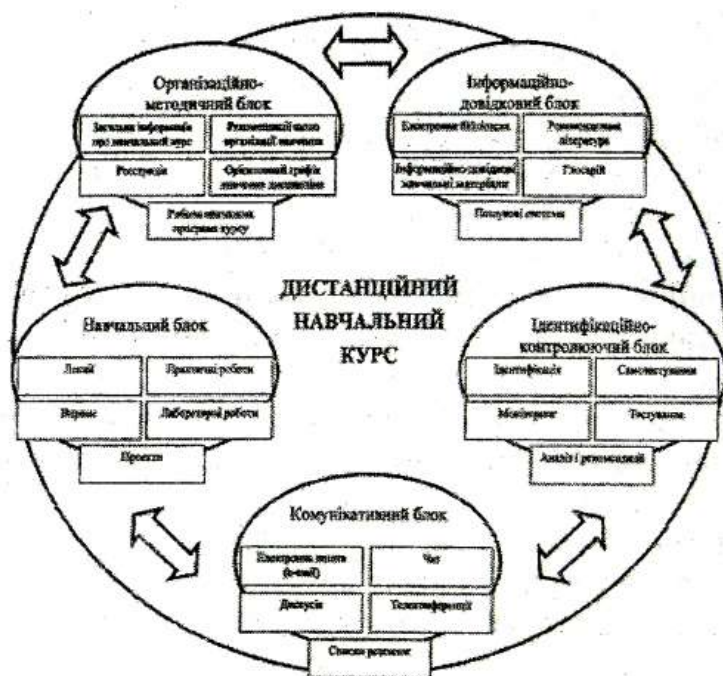 Організаційно-
методичний блок
Загальна інформація
про навчальний курс
Рекомендації щодо
організації навчання
Реєстрація
Орієнтовний графік
вивчення дисципліни
Робоча навчальна
програма курсу
Інформаційно-
довідковий блок
Електронна бібліотека
Рекомендована
література
Інформаційно-довідкові
навчальні матеріали
Глосарій
Пошукові системи
ДИСТАНЦІЙНИЙ
НАВЧАЛЬНИЙ
КУРС
Навчальний блок
Лекції
Практичні роботи
Вправи
Лабораторні роботи
Проекти
Ідентифікаційно-
контролюючий блок
Ідентифікація
Самотестування
Моніторинг
Тестування
Аналіз і рекомендації
Комунікативний блок
Електронна пошта
(e-mail)
Чат
Дискусія
Телеконференції
Списки